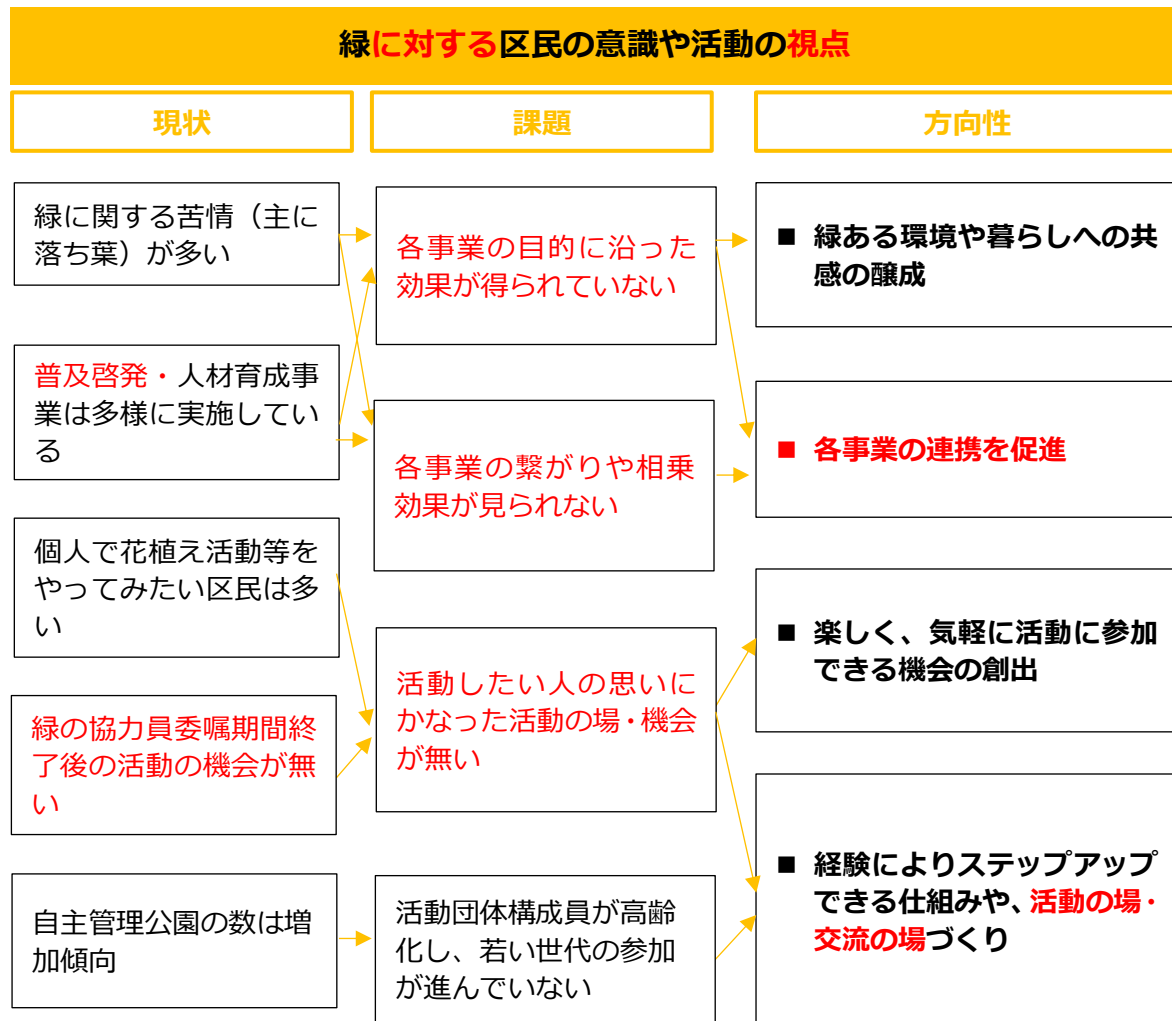 緑に対する区民の意識や活動の視点
現状
課題
方向性
緑に関する苦情（主に
落ち葉）が多い
普及啓発・人材育成事
業は多様に実施してい
る
個人で花植え活動等を
やってみたい区民は多
い
緑の協力員委嘱期間終
了後の活動の機会が無
い
自主管理公園の数は増
加傾向
各事業の目的に沿った
効果が得られていない
各事業の繋がりや相乗
効果が見られない
活動したい人の思いに
かなった活動の場・機会
が無い
活動団体構成員が高齢
化し、若い世代の参加
が進んでいない
■ 緑ある環境や暮らしへの共
感の醸成
■ 各事業の連携を促進
■ 楽しく、気軽に活動に参加
できる機会の創出
■ 経験によりステップアップ
できる仕組みや、活動の場・
交流の場づくり